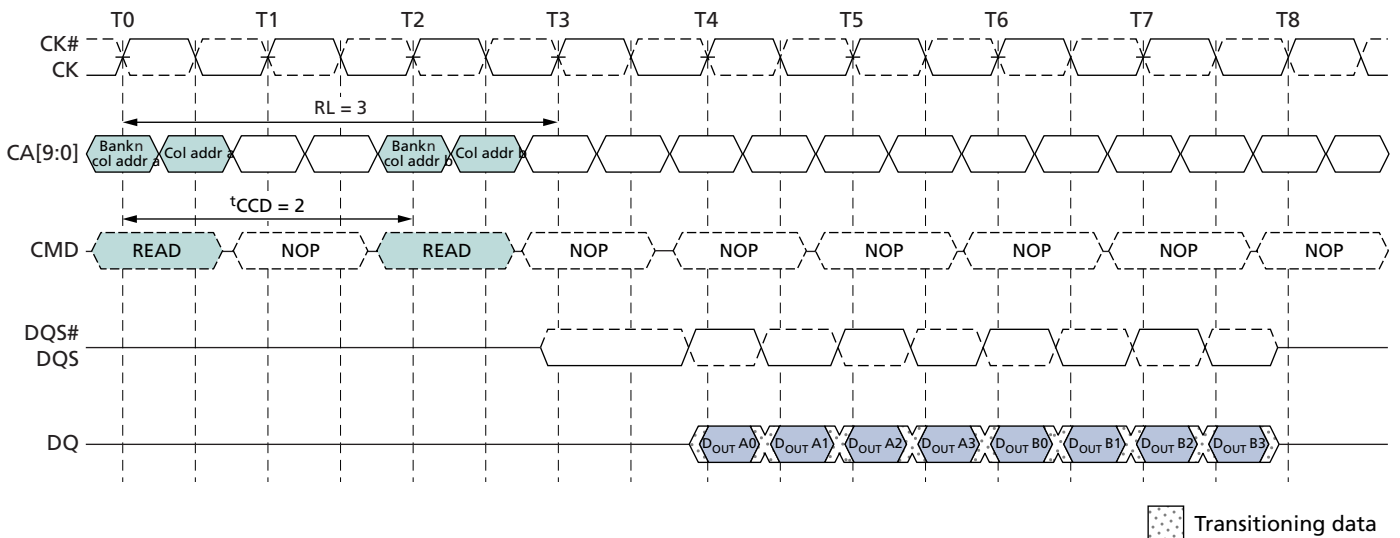 T0 T1 T2 T3 T4 T5 T6 T7 T8
CK#
CK
RL = 3
CA[9:0]
Bankn
col addr a
Col addr a
Bankn
col addr b
Col addr b
tCCD = 2
CMD READ NOP READ NOP NOP NOP NOP NOP NOP
DQS#
DQS
DQ DOUT A0 DOUT A1 DOUT A2 DOUT A3 DOUT B0 DOUT B1 DOUT B2 DOUT B3
Transitioning data